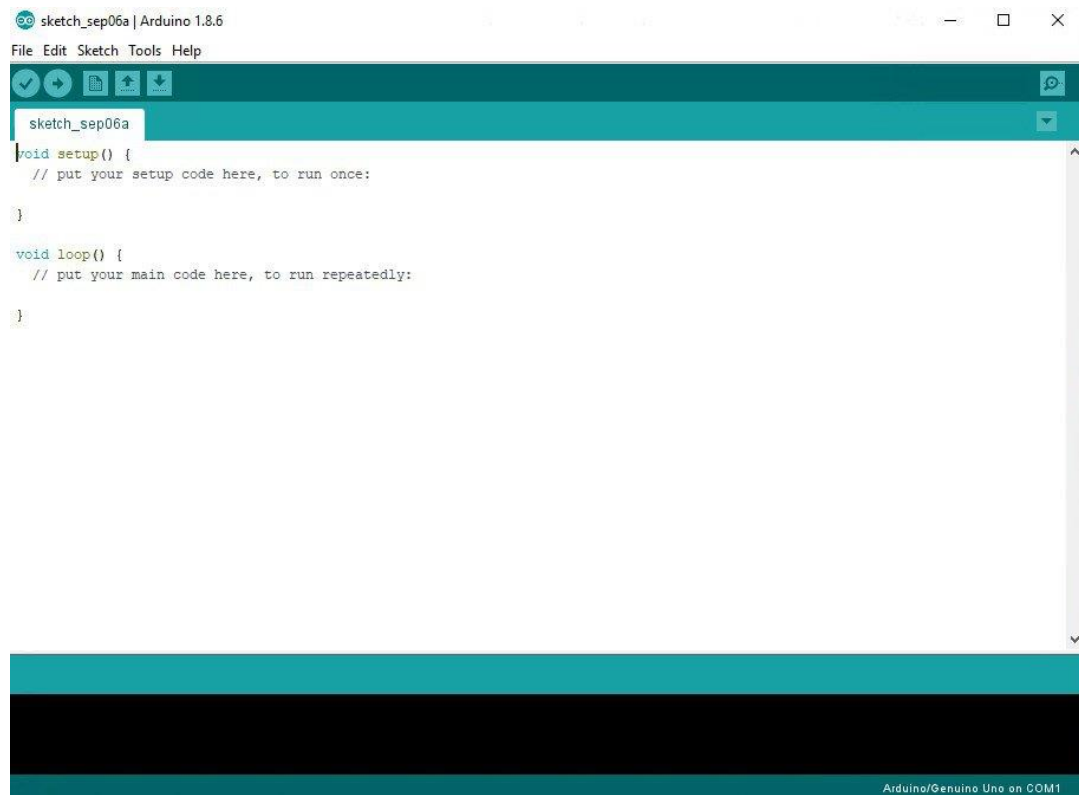 sketch_sep06a | Arduino 1.8.6
File Edit Sketch Tools Help
sketch_sep06a
void setup() {
  // put your setup code here, to run once:
}
void loop() {
  // put your main code here, to run repeatedly:
}
Arduino/Genuino Uno on COM1